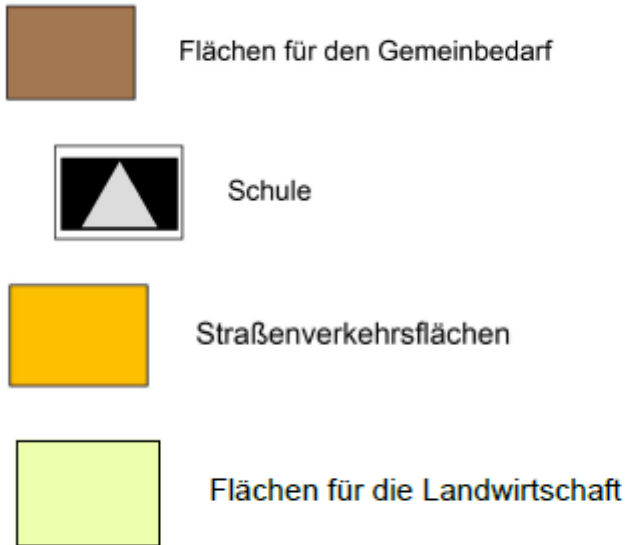 Flächen für den Gemeinbedarf
Schule
Straßenverkehrsflächen
Flächen für die Landwirtschaft